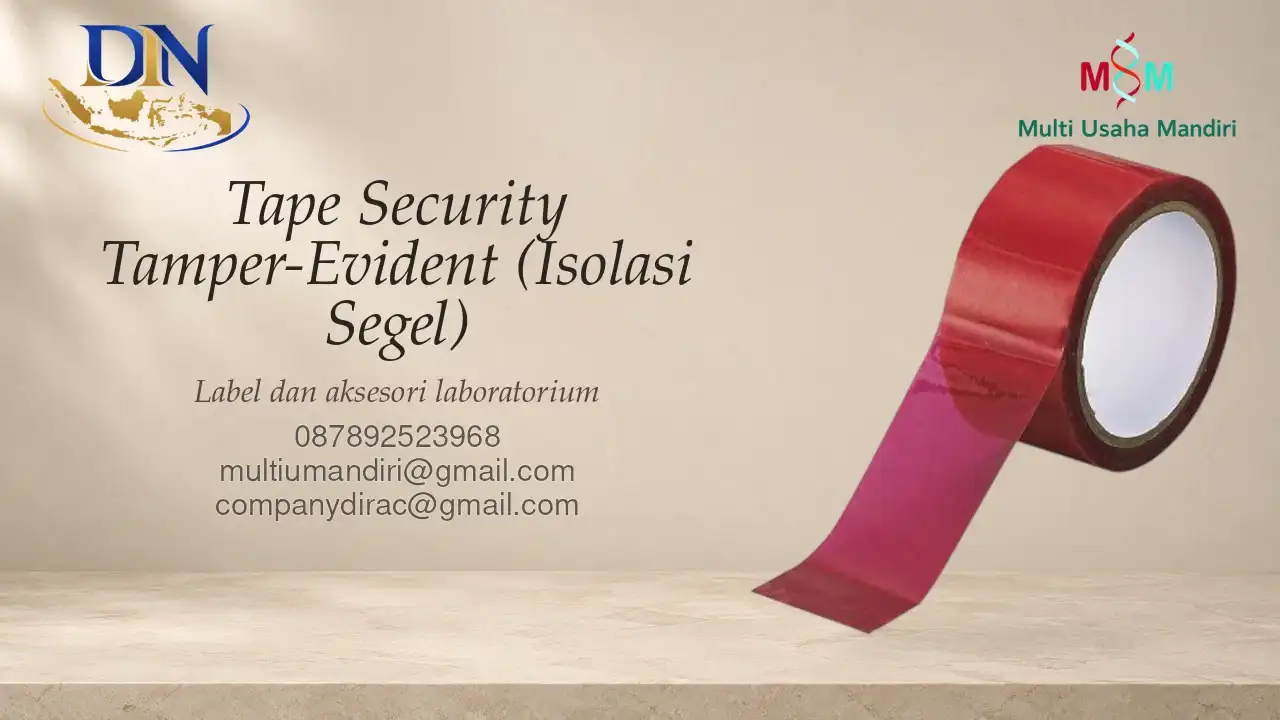 DIN
M M
Multi Usaha Mandiri
Tape Security
Tamper-Evident (Isolasi
Segel)
Label dan aksesori laboratorium
087892523968
multiumandiri@gmail.com
companydirac@gmail.com